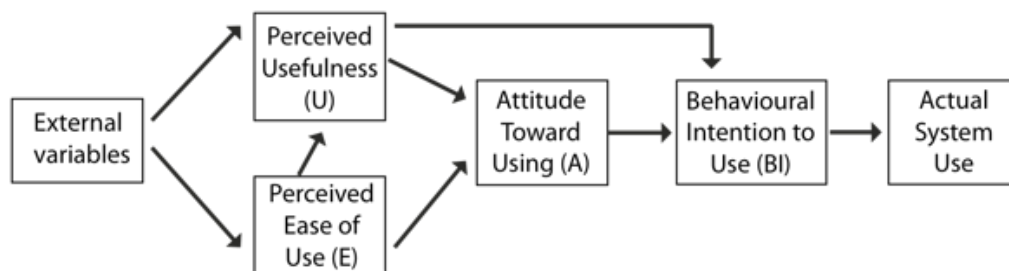 External
variables
Perceived
Usefulness
(U)
Perceived
Ease of
Use (E)
Attitude
Toward
Using (A)
Behavioural
Intention to
Use (BI)
Actual
System
Use